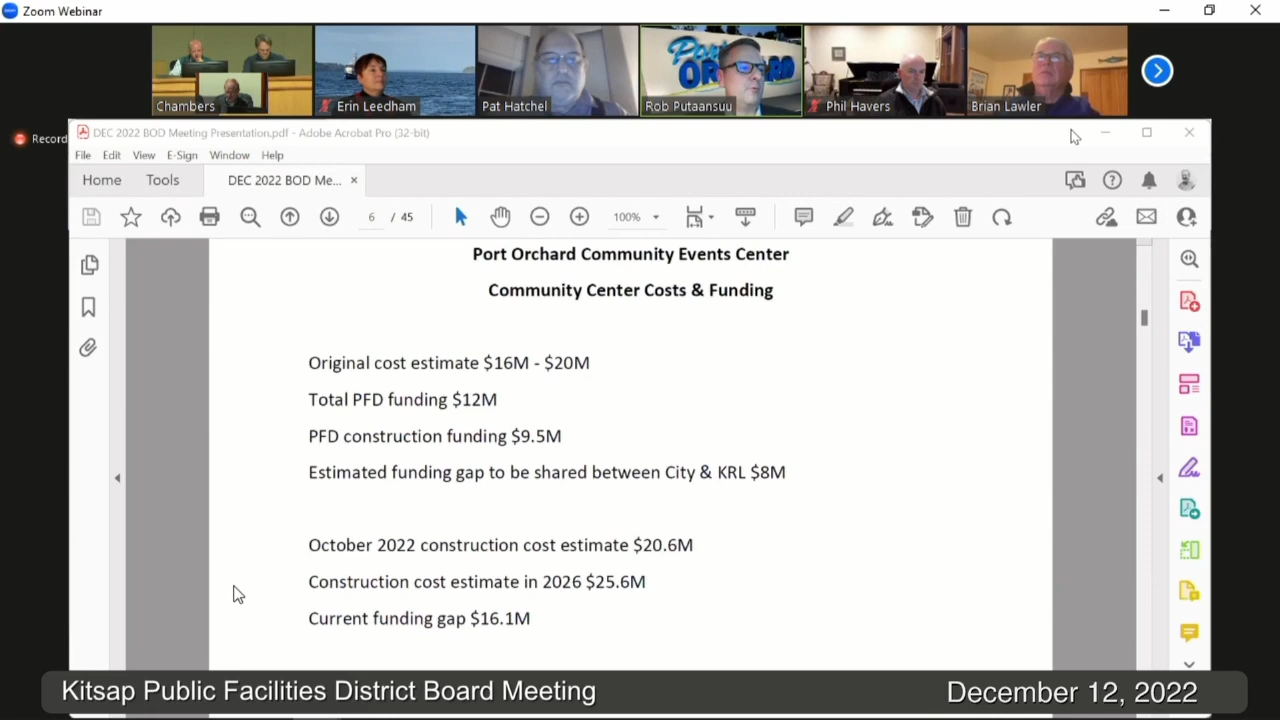 Zoom Webinar
Chambers
Erin Leedham
Pat Hatchel
Rob Putaansuu
Phil Havers
Brian Lawler
Port ORCHARD
Record
DEC 2022 BOD Meeting Presentation.pdf - Adobe Acrobat Pro (32-bit)
File Edit View E-Sign Window Help
Home Tools DEC 2022 BOD Me... ×
6 / 45 100%
Port Orchard Community Events Center
Community Center Costs & Funding
Original cost estimate $16M - $20M
Total PFD funding $12M
PFD construction funding $9.5M
Estimated funding gap to be shared between City & KRL $8M
October 2022 construction cost estimate $20.6M
Construction cost estimate in 2026 $25.6M
Current funding gap $16.1M
Kitsap Public Facilities District Board Meeting
December 12, 2022